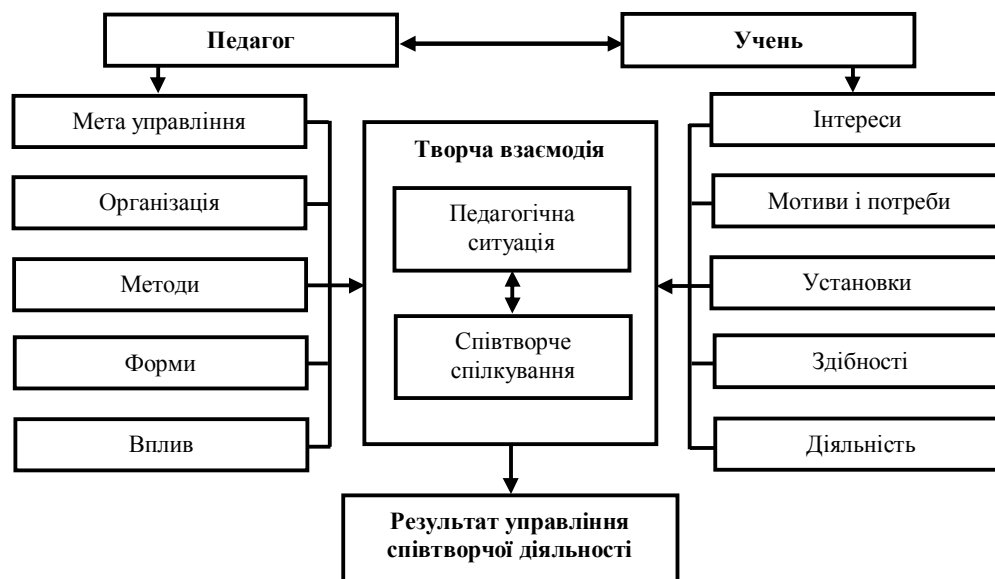 Педагог
Учень
Мета управління
Організація
Методи
Форми
Вплив
Творча взаємодія
Педагогічна
ситуація
Співтворче
спілкування
Інтереси
Мотиви і потреби
Установки
Здібності
Діяльність
Результат управління
співтворчої діяльності